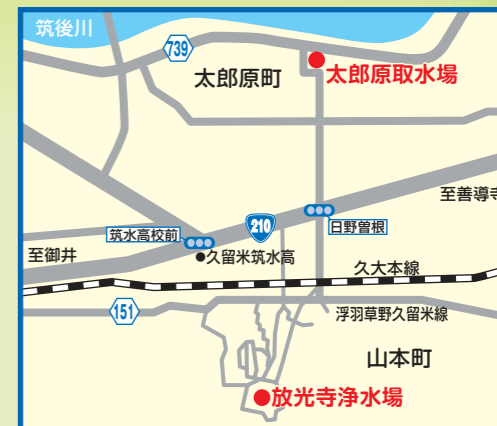 筑後川
739
太郎原町
太郎原取水場
至善導寺
210
筑水高校前
日野曽根
至御井
●久留米筑水高
久大本線
151
浮羽草野久留米線
山本町
放光寺浄水場